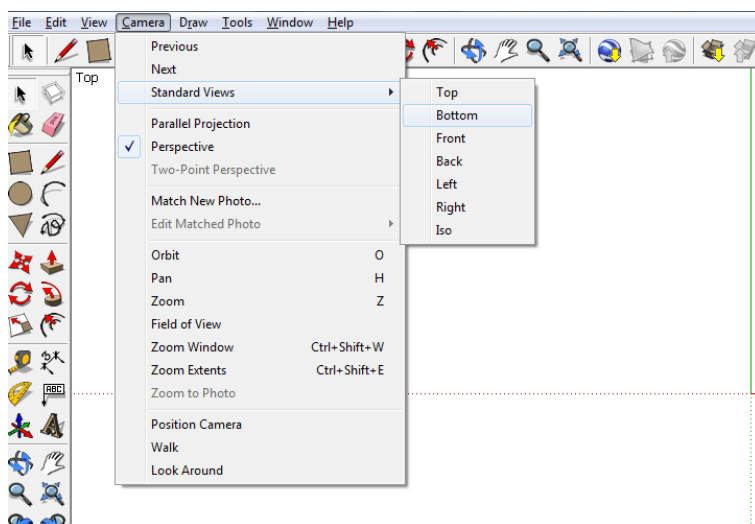 File Edit View Camera Draw Tools Window Help
Top
Previous
Next
Standard Views
Parallel Projection
Perspective
Two-Point Perspective
Match New Photo...
Edit Matched Photo
Orbit O
Pan H
Zoom Z
Field of View
Zoom Window Ctrl+Shift+W
Zoom Extents Ctrl+Shift+E
Zoom to Photo
Position Camera
Walk
Look Around
Top
Bottom
Front
Back
Left
Right
Iso
ABC